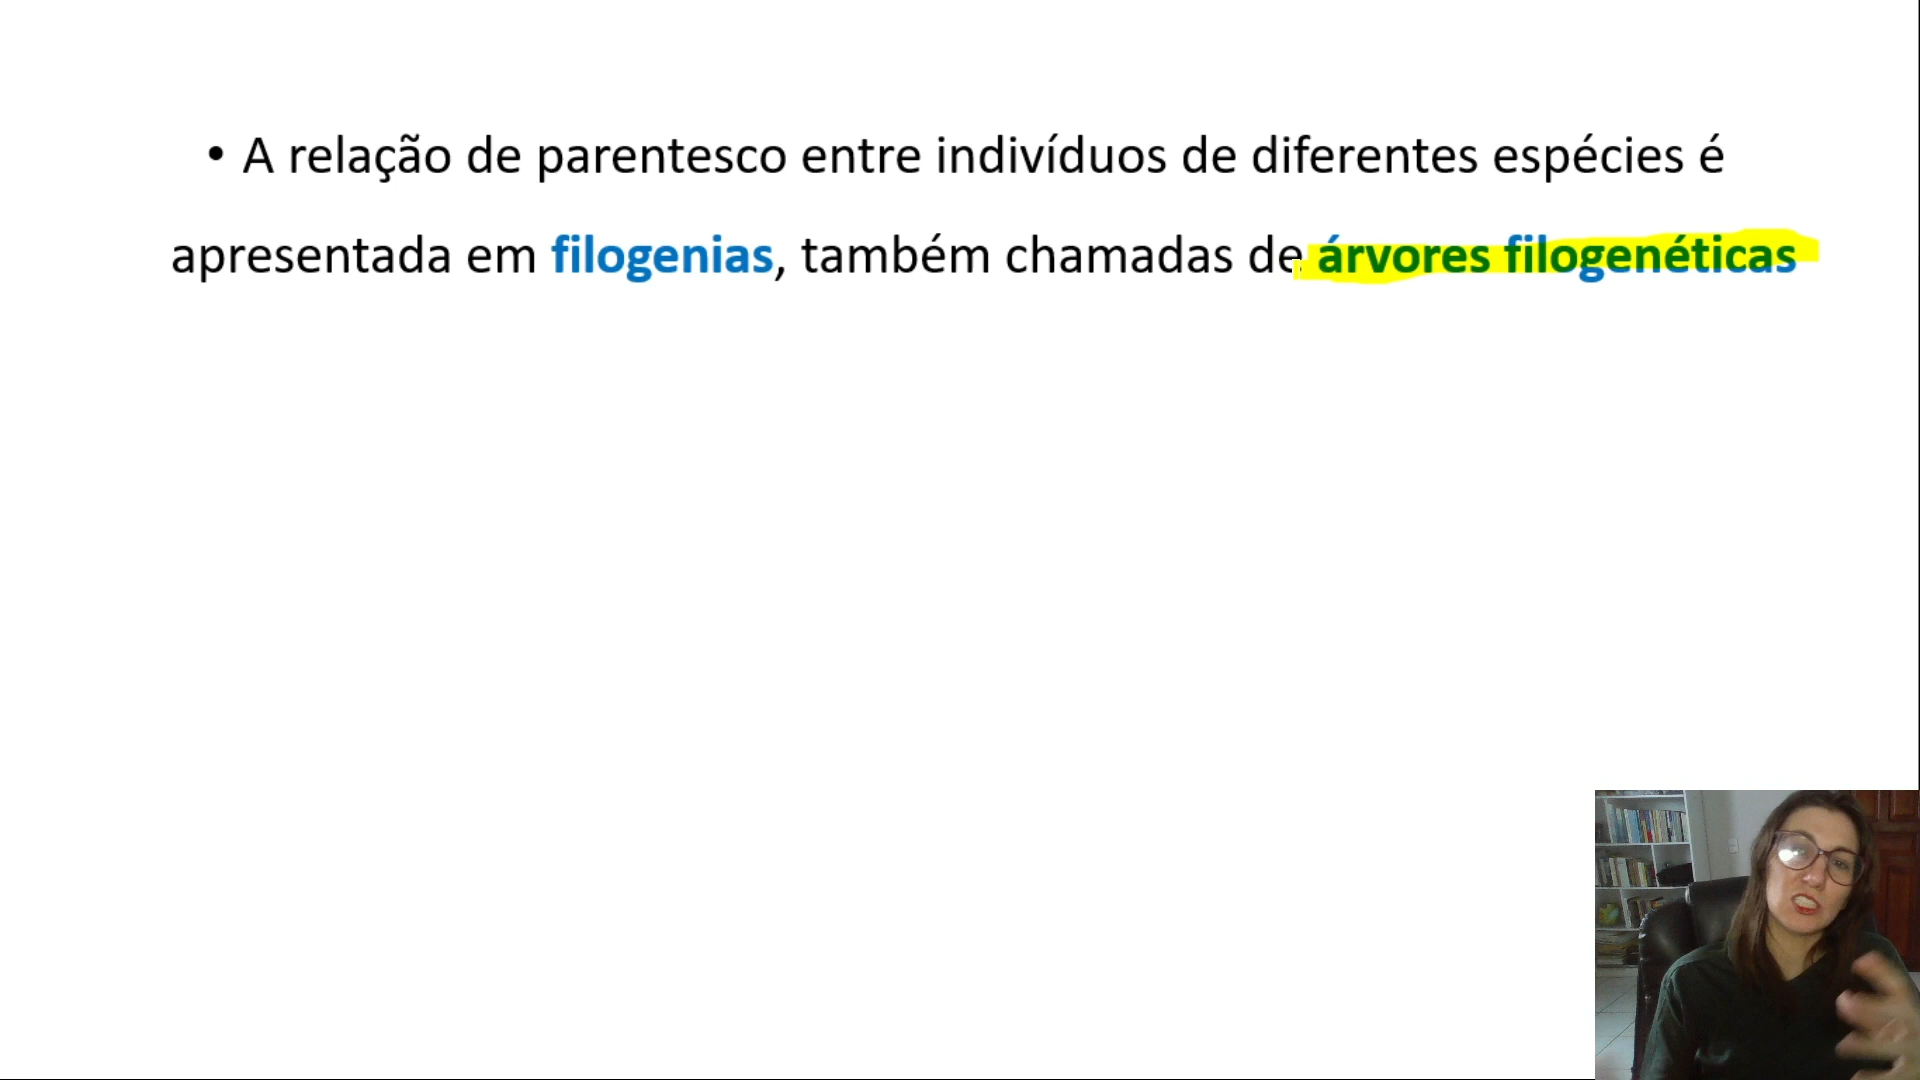 • A relação de parentesco entre indivíduos de diferentes espécies é
apresentada em filogenias, também chamadas de árvores filogenéticas